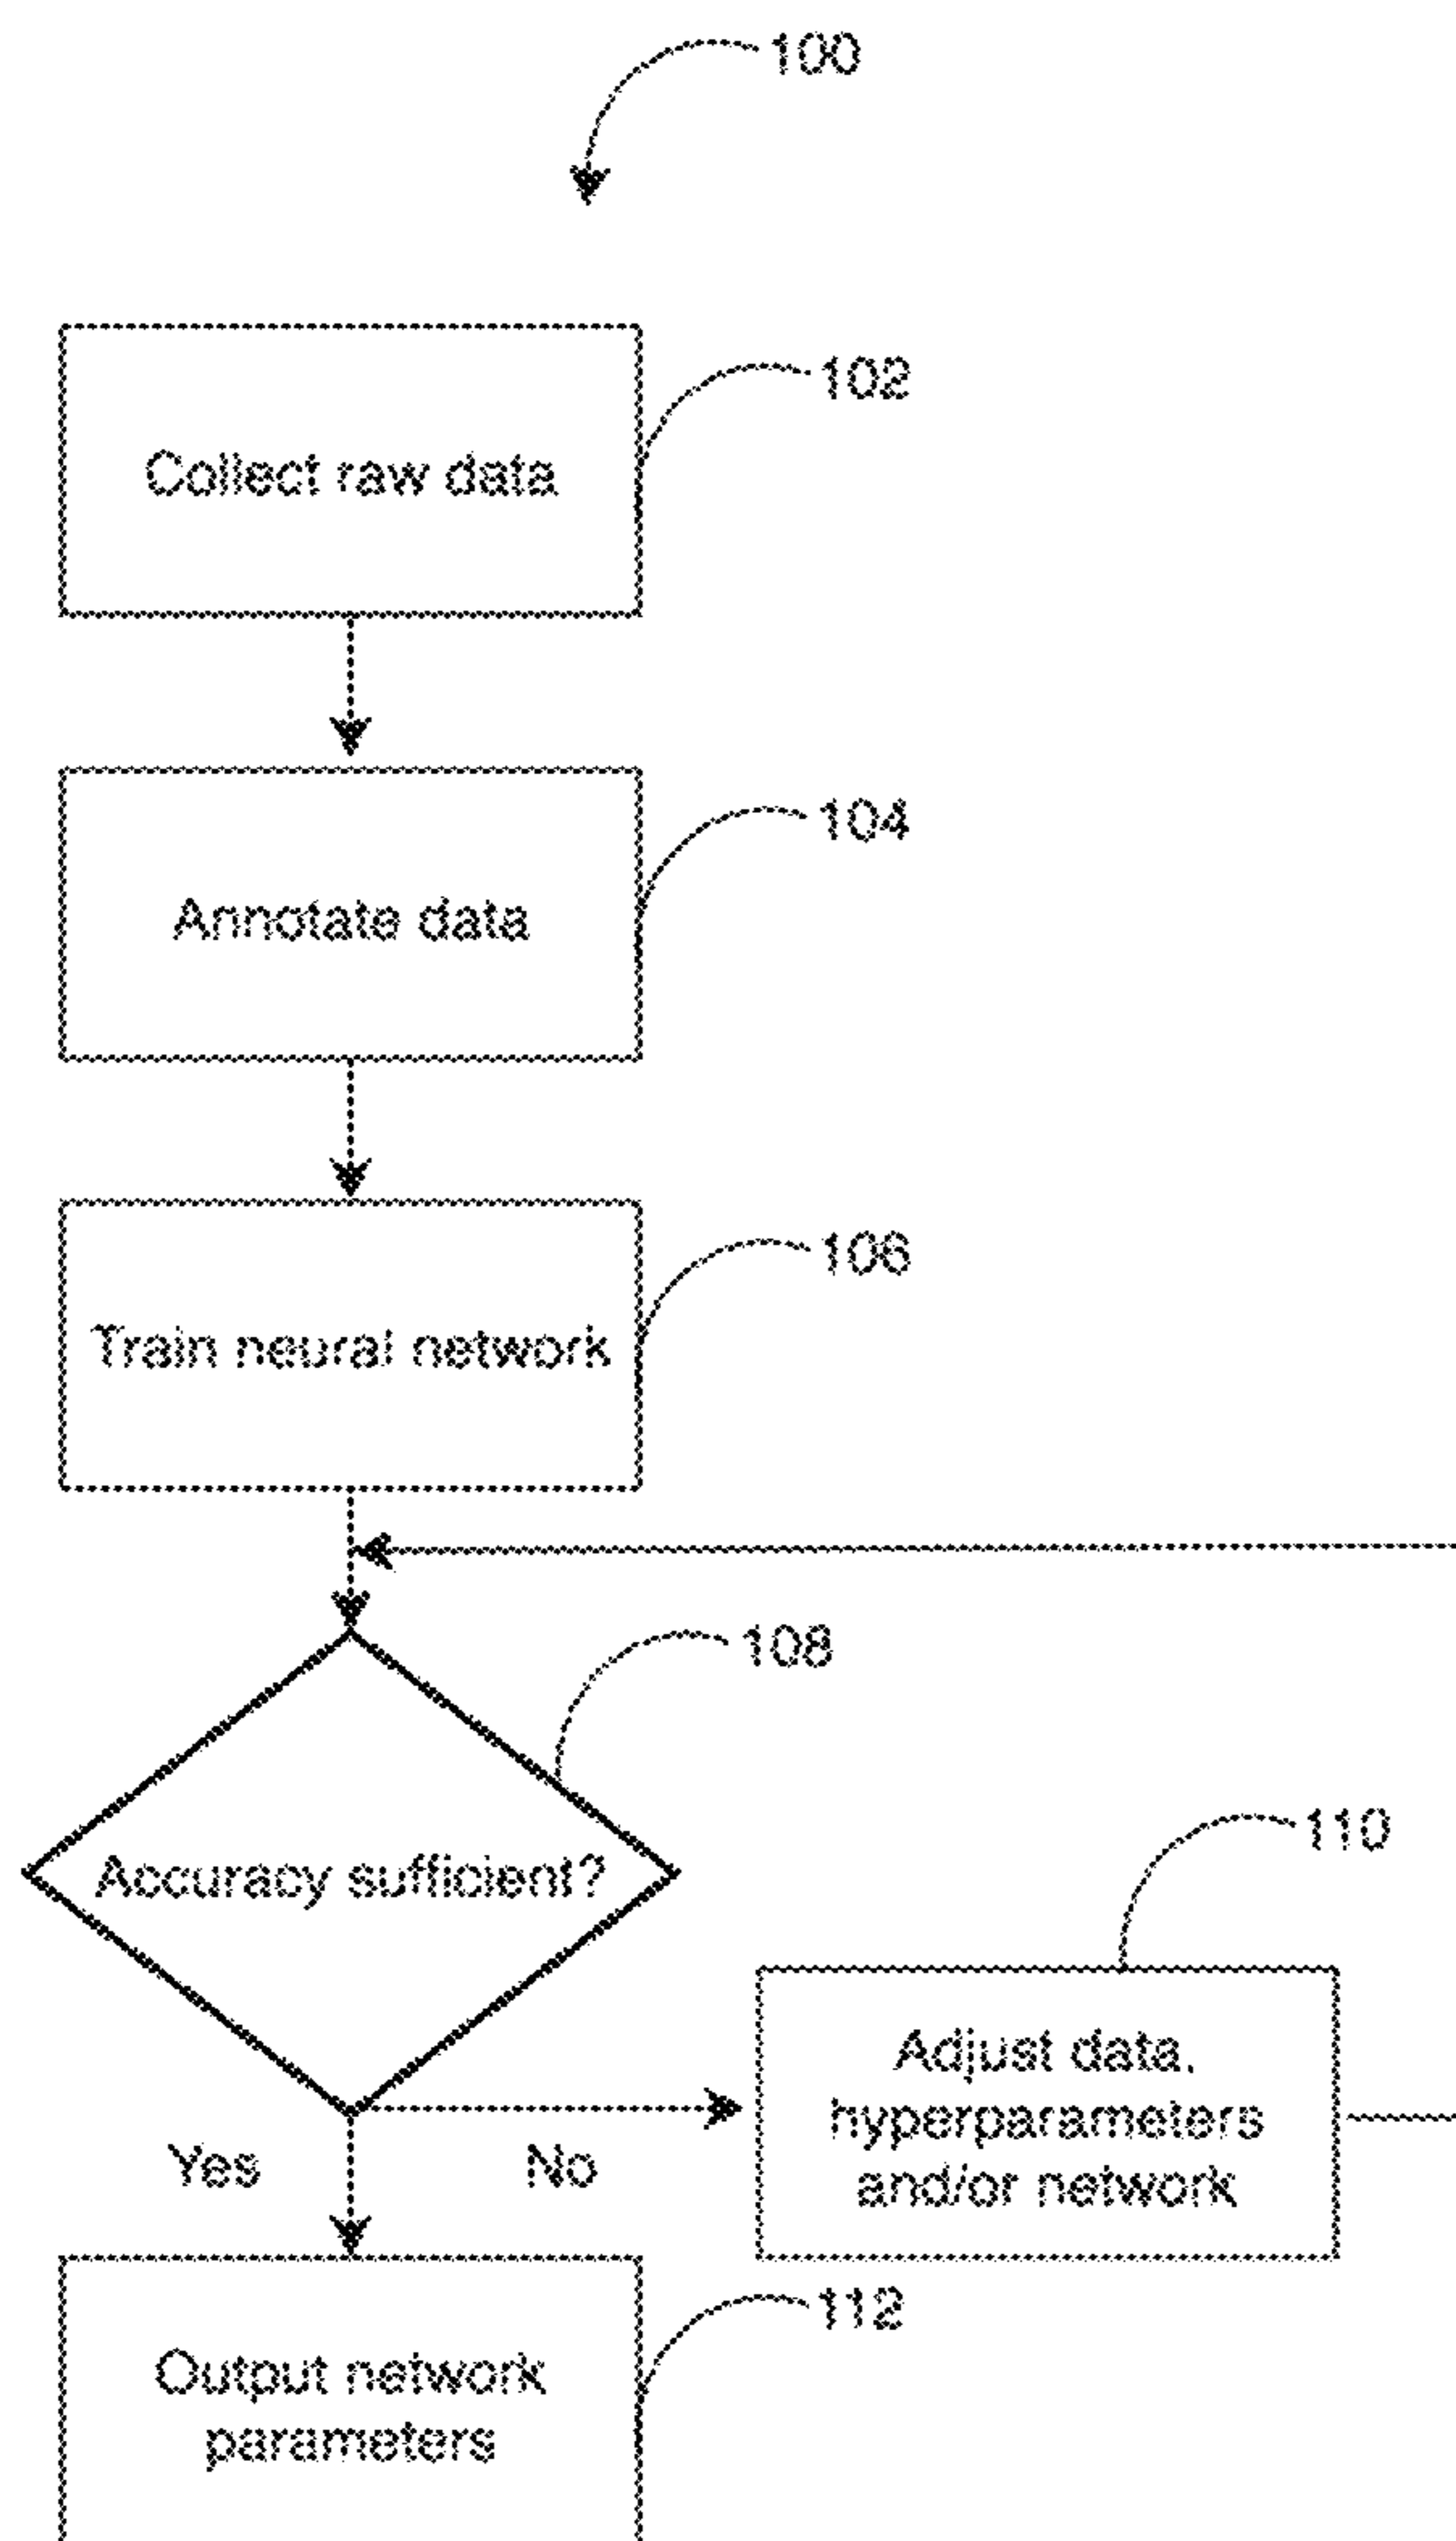 100
102
Collect raw data
104
Annotate data
106
Train neural network
108
Accuracy sufficient?
110
Adjust data,
hyperparameters
and/or network
Yes
No
112
Output network
parameters